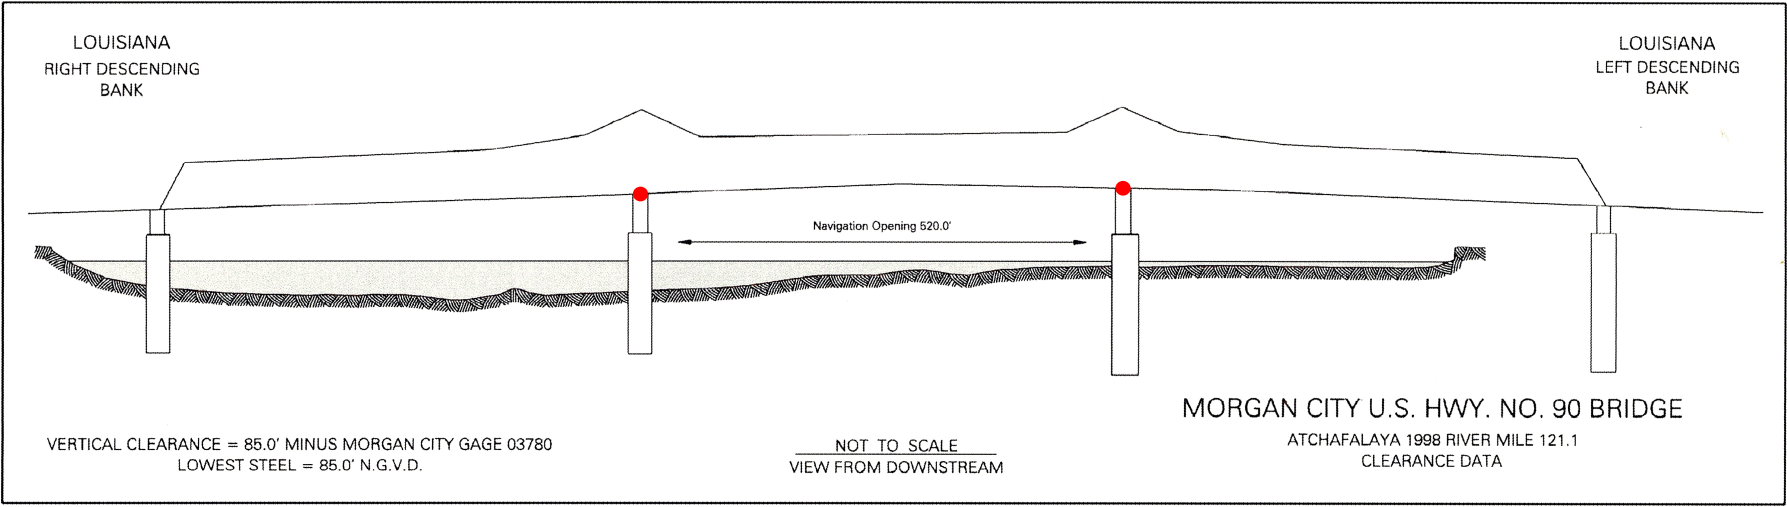 LOUISIANA
RIGHT DESCENDING
BANK
LOUISIANA
LEFT DESCENDING
BANK
Navigation Opening 520.0'
MORGAN CITY U.S. HWY. NO. 90 BRIDGE
ATCHAFALAYA 1998 RIVER MILE 121.1
CLEARANCE DATA
VERTICAL CLEARANCE = 85.0' MINUS MORGAN CITY GAGE 03780
LOWEST STEEL = 85.0' N.G.V.D.
NOT TO SCALE
VIEW FROM DOWNSTREAM